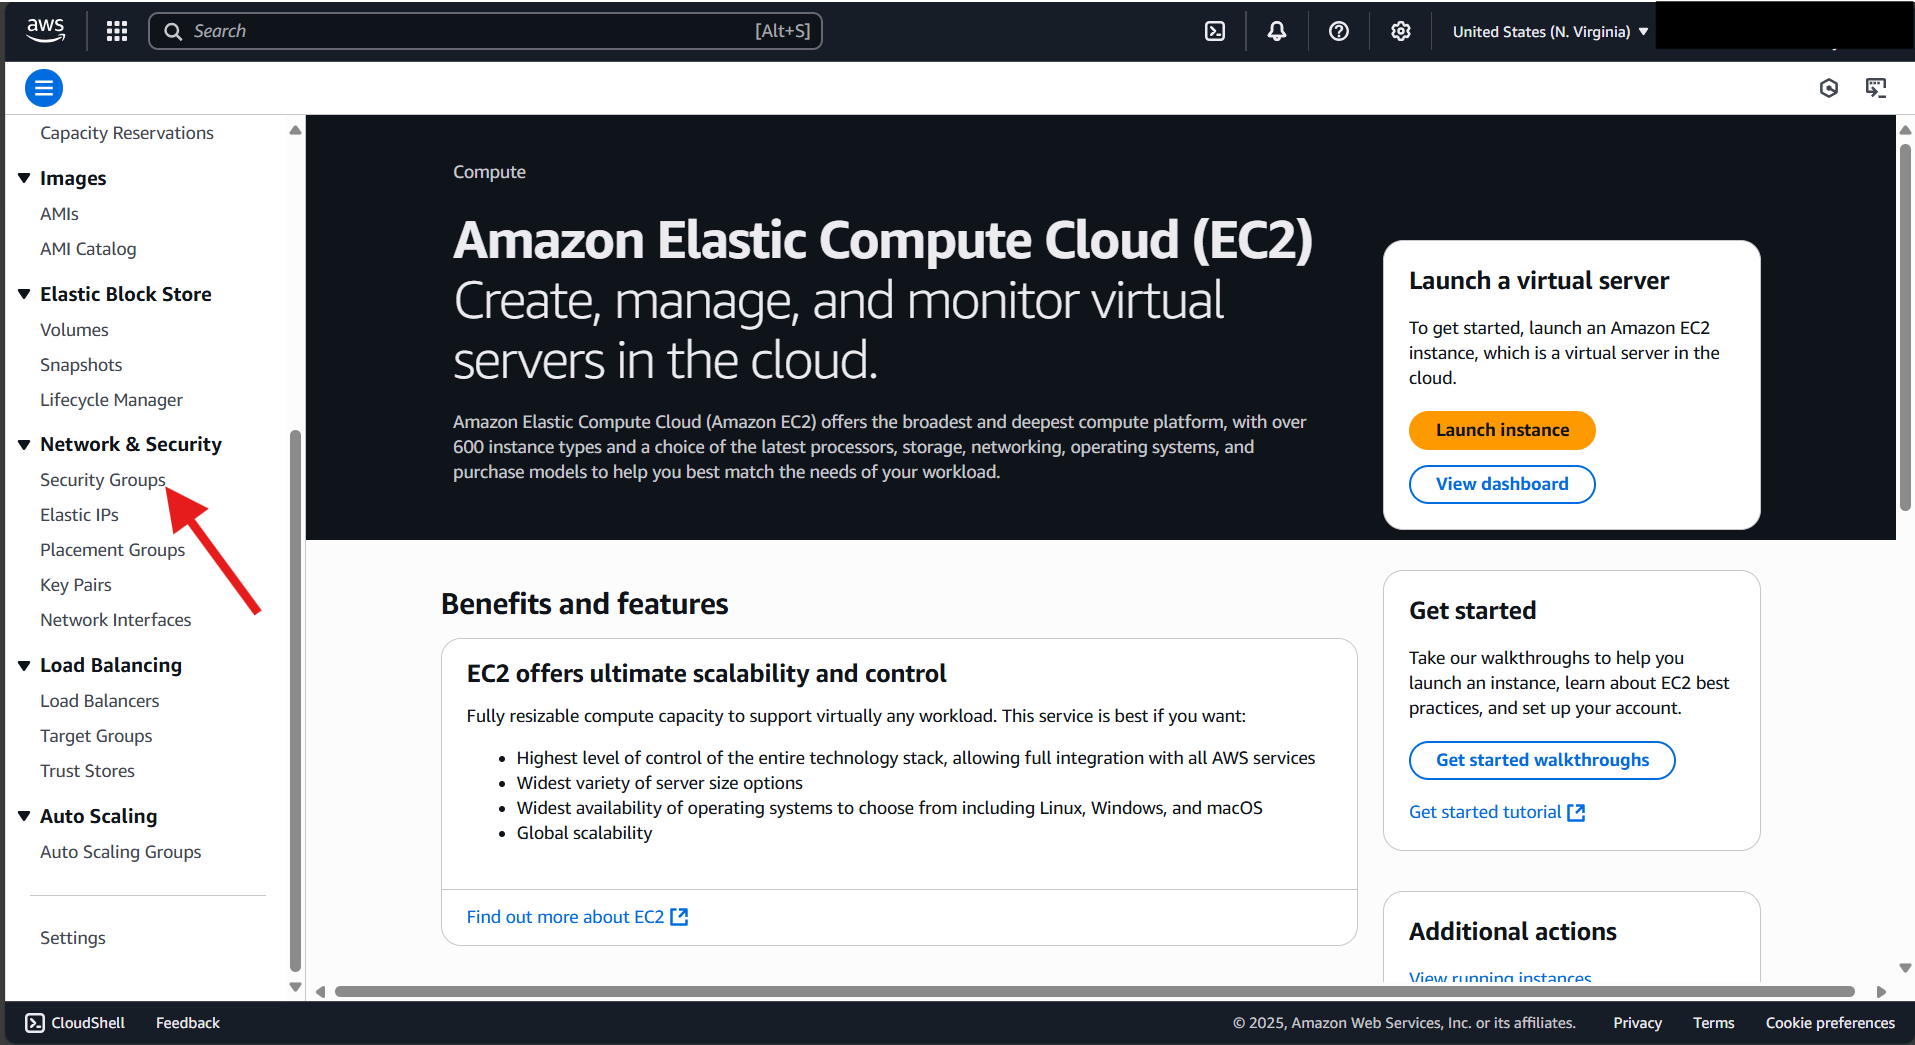 aws
Search [Alt+S]
United States (N. Virginia)
Capacity Reservations
Images
AMIs
AMI Catalog
Elastic Block Store
Volumes
Snapshots
Lifecycle Manager
Network & Security
Security Groups
Elastic IPs
Placement Groups
Key Pairs
Network Interfaces
Load Balancing
Load Balancers
Target Groups
Trust Stores
Auto Scaling
Auto Scaling Groups
Settings
Compute
Amazon Elastic Compute Cloud (EC2)
Create, manage, and monitor virtual
servers in the cloud.
Amazon Elastic Compute Cloud (Amazon EC2) offers the broadest and deepest compute platform, with over
600 instance types and a choice of the latest processors, storage, networking, operating systems, and
purchase models to help you best match the needs of your workload.
Launch a virtual server
To get started, launch an Amazon EC2
instance, which is a virtual server in the
cloud.
Launch instance
View dashboard
Benefits and features
EC2 offers ultimate scalability and control
Fully resizable compute capacity to support virtually any workload. This service is best if you want:
• Highest level of control of the entire technology stack, allowing full integration with all AWS services
• Widest variety of server size options
• Widest availability of operating systems to choose from including Linux, Windows, and macOS
• Global scalability
Find out more about EC2
Get started
Take our walkthroughs to help you
launch an instance, learn about EC2 best
practices, and set up your account.
Get started walkthroughs
Get started tutorial
Additional actions
View running instances
CloudShell Feedback © 2025, Amazon Web Services, Inc. or its affiliates. Privacy Terms Cookie preferences